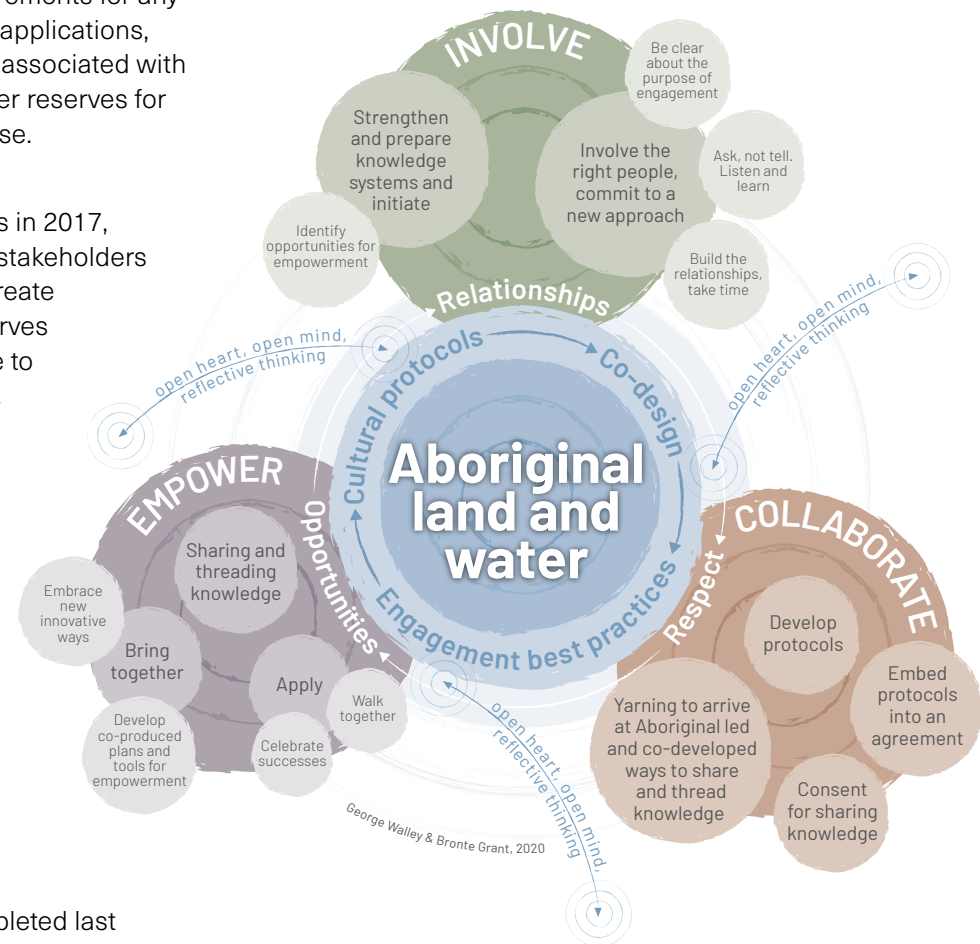 ements for any
applications,
associated with
er reserves for
se.
s in 2017,
stakeholders
reate
rves
e to
INVOLVE
Strengthen
and prepare
knowledge
systems and
initiate
Involve the
right people,
commit to a
new approach
Be clear
about the
purpose of
engagement
Ask, not tell.
Listen and
learn
Build the
relationships,
take time
Identify
opportunities for
empowerment
Relationships
open heart, open mind,
reflective thinking
open heart, open mind,
reflective thinking
Cultural protocols
Co-design
Engagement best practices
Aboriginal
land and
water
EMPOWER
Opportunities
Sharing and
threading
knowledge
Embrace
new
innovative
ways
Bring
together
Apply
Walk
together
Develop
co-produced
plans and
tools for
empowerment
Celebrate
successes
COLLABORATE
Respect
Develop
protocols
Embed
protocols
into an
agreement
Yarning to arrive
at Aboriginal led
and co-developed
ways to share
and thread
knowledge
Consent
for sharing
knowledge
open heart, open mind,
reflective thinking
George Walley & Bronte Grant, 2020
pleted last